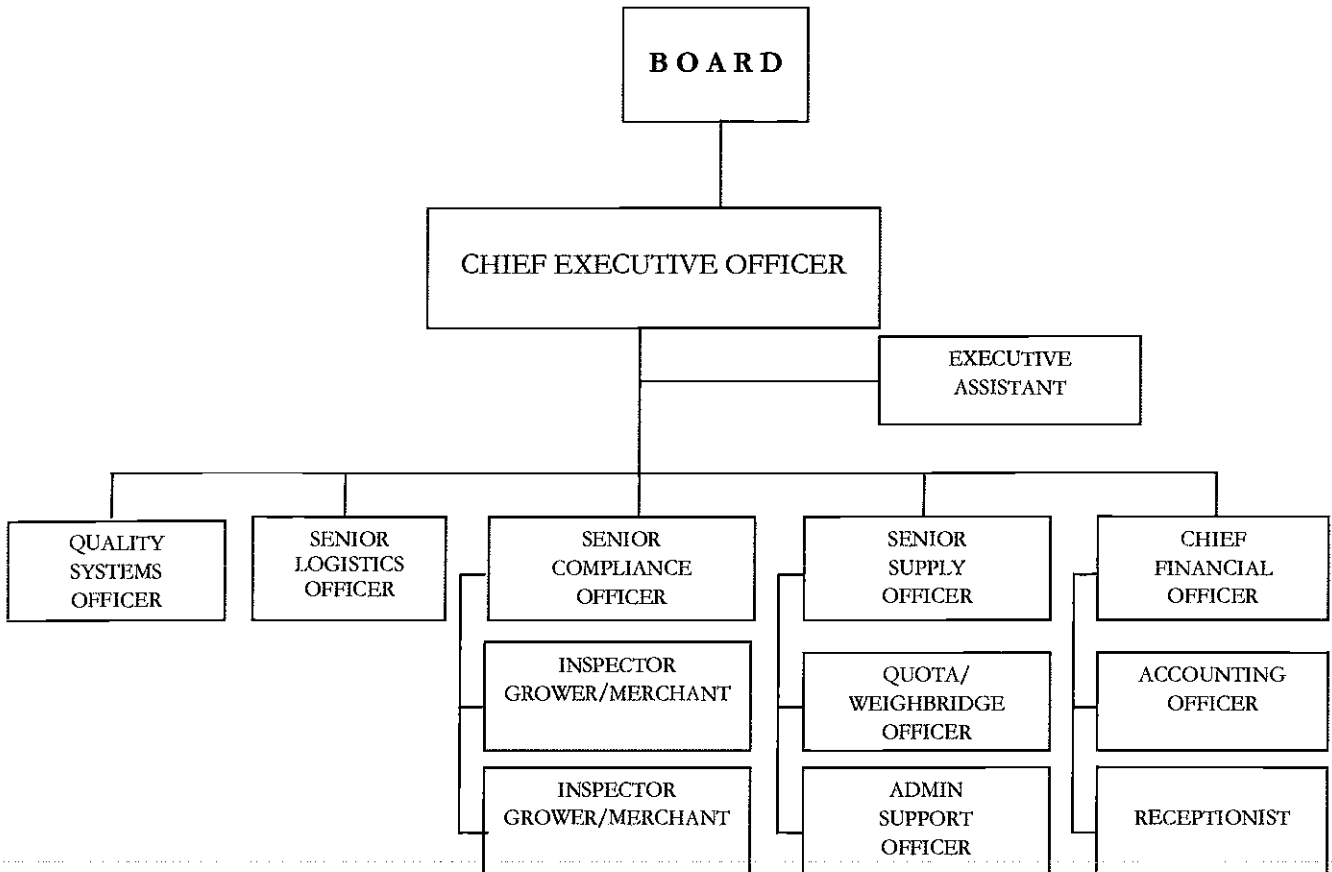 BOARD
CHIEF EXECUTIVE OFFICER
EXECUTIVE
ASSISTANT
QUALITY
SYSTEMS
OFFICER
SENIOR
LOGISTICS
OFFICER
SENIOR
COMPLIANCE
OFFICER
SENIOR
SUPPLY
OFFICER
CHIEF
FINANCIAL
OFFICER
INSPECTOR
GROWER/MERCHANT
QUOTA/
WEIGHBRIDGE
OFFICER
ACCOUNTING
OFFICER
INSPECTOR
GROWER/MERCHANT
ADMIN
SUPPORT
OFFICER
RECEPTIONIST